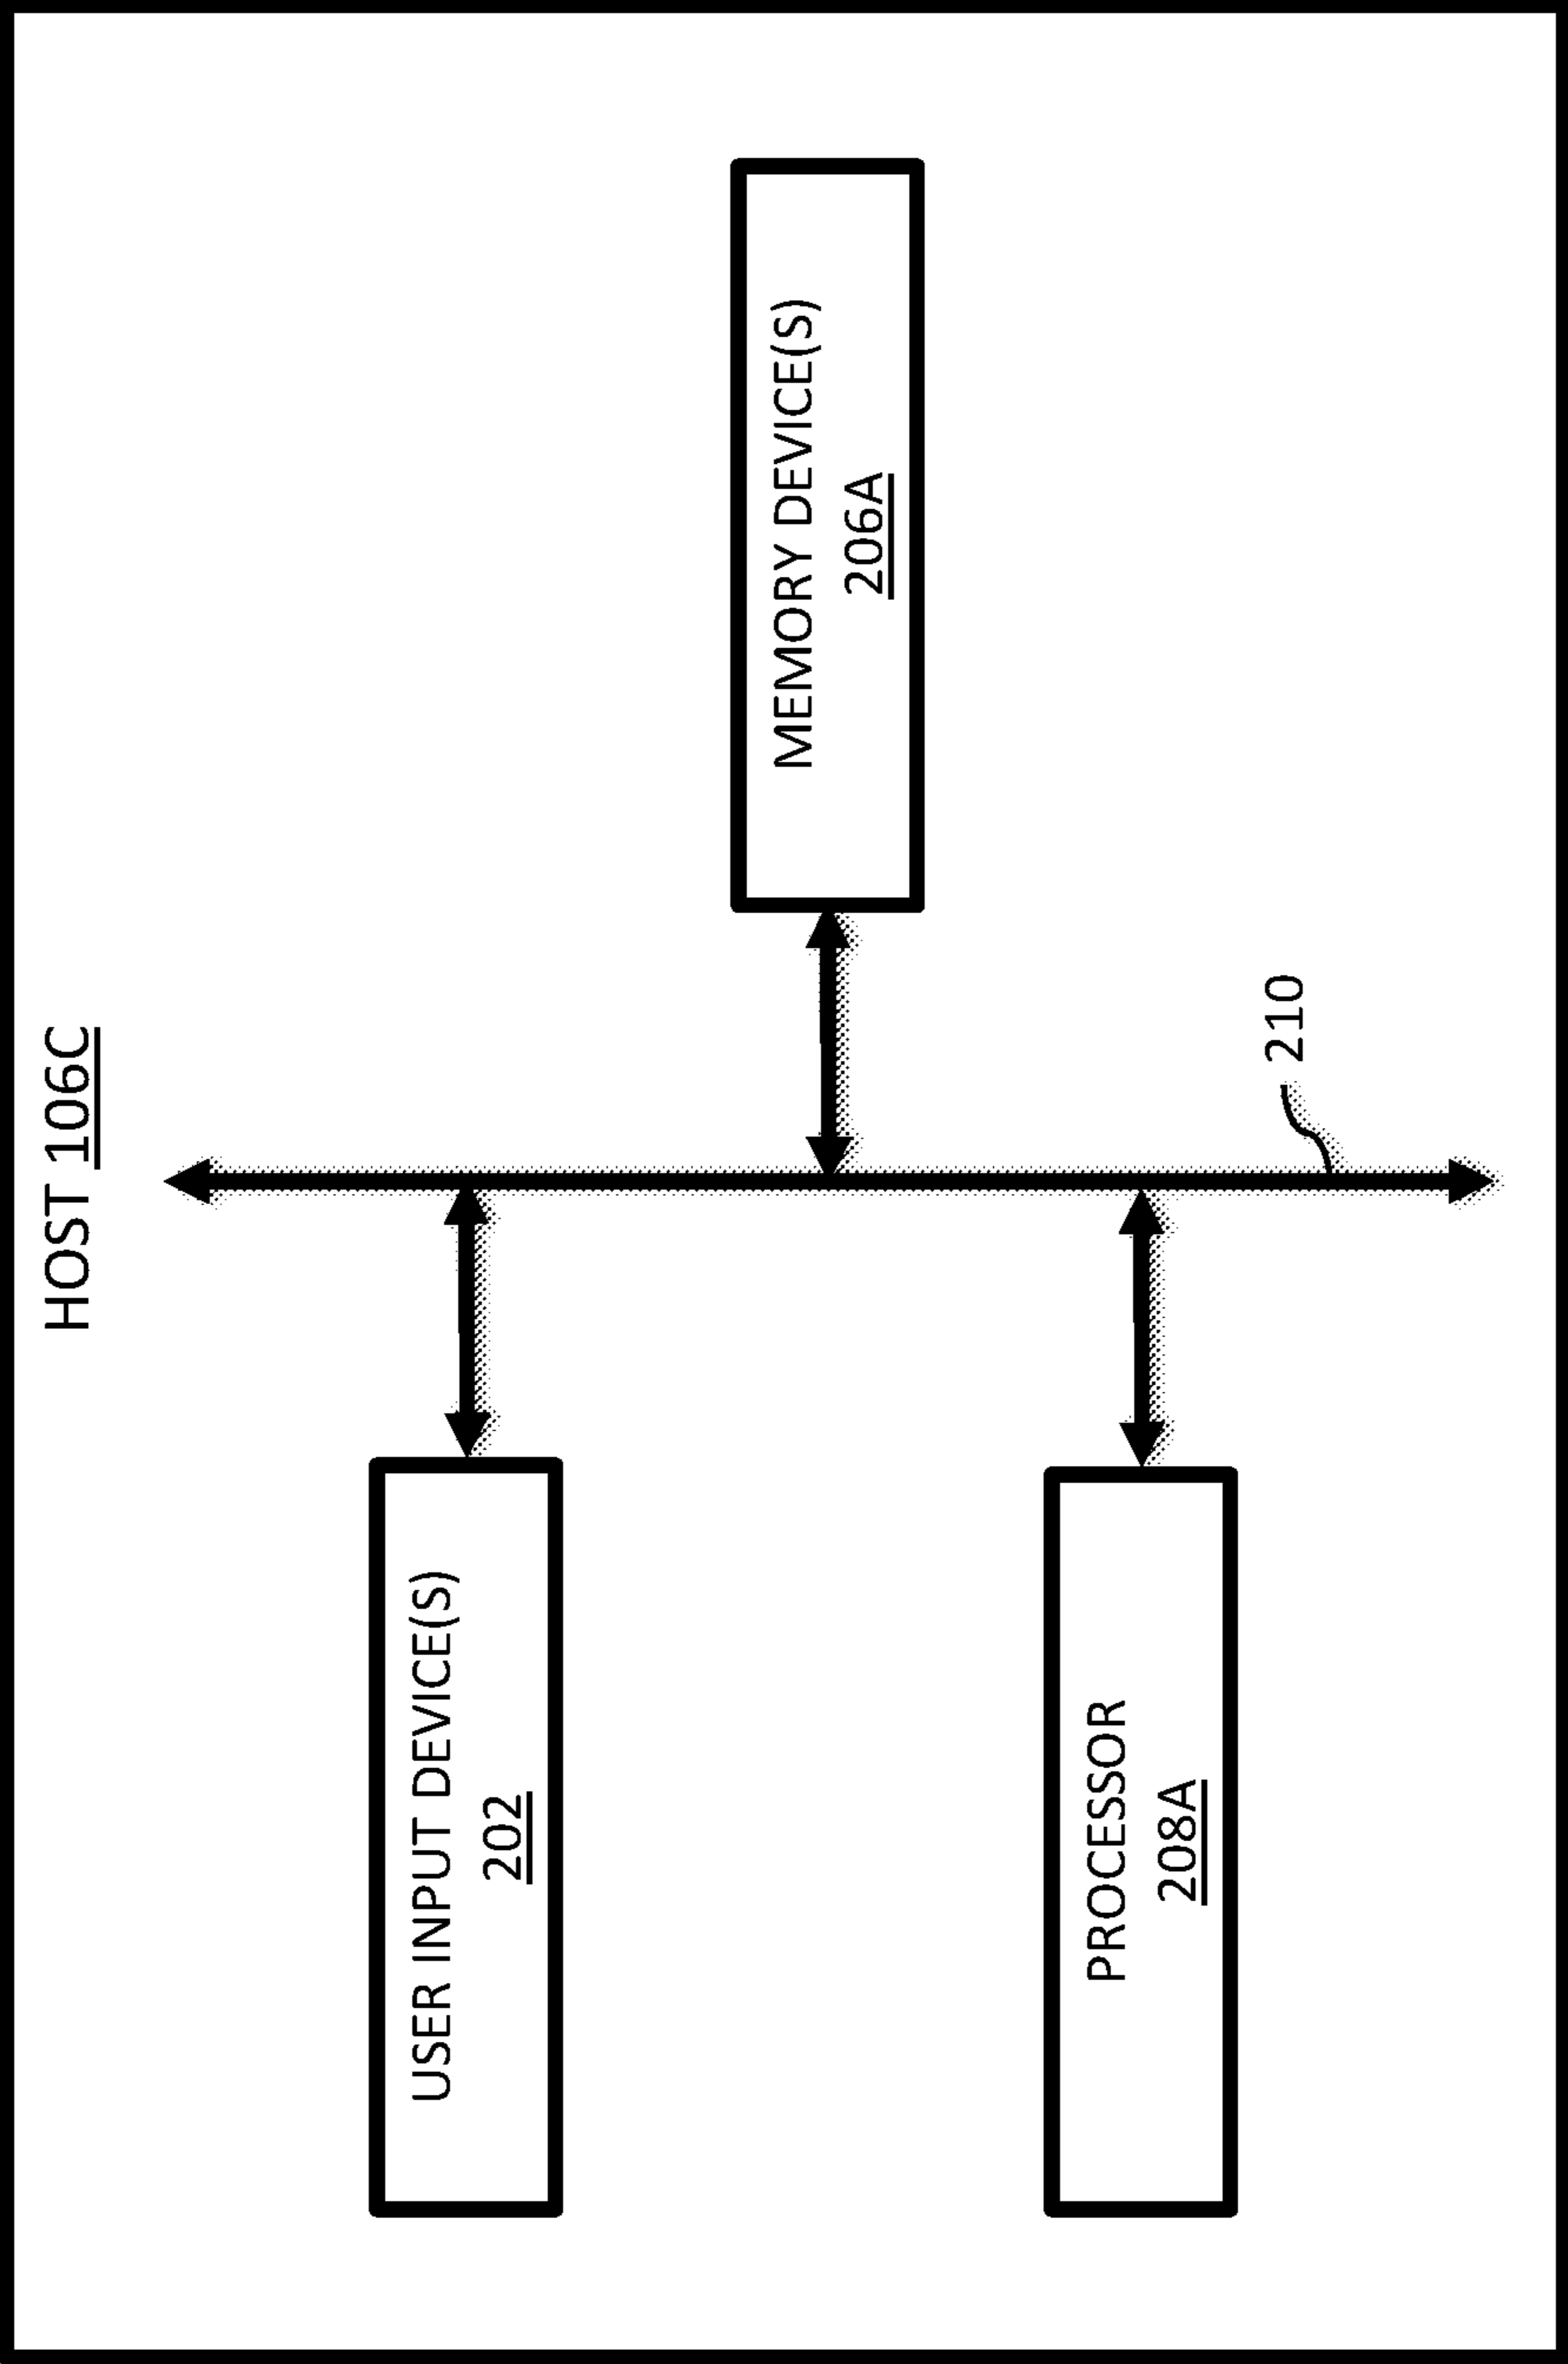 HOST 106C
USER INPUT DEVICE(S)
202
MEMORY DEVICE(S)
206A
PROCESSOR
208A
210